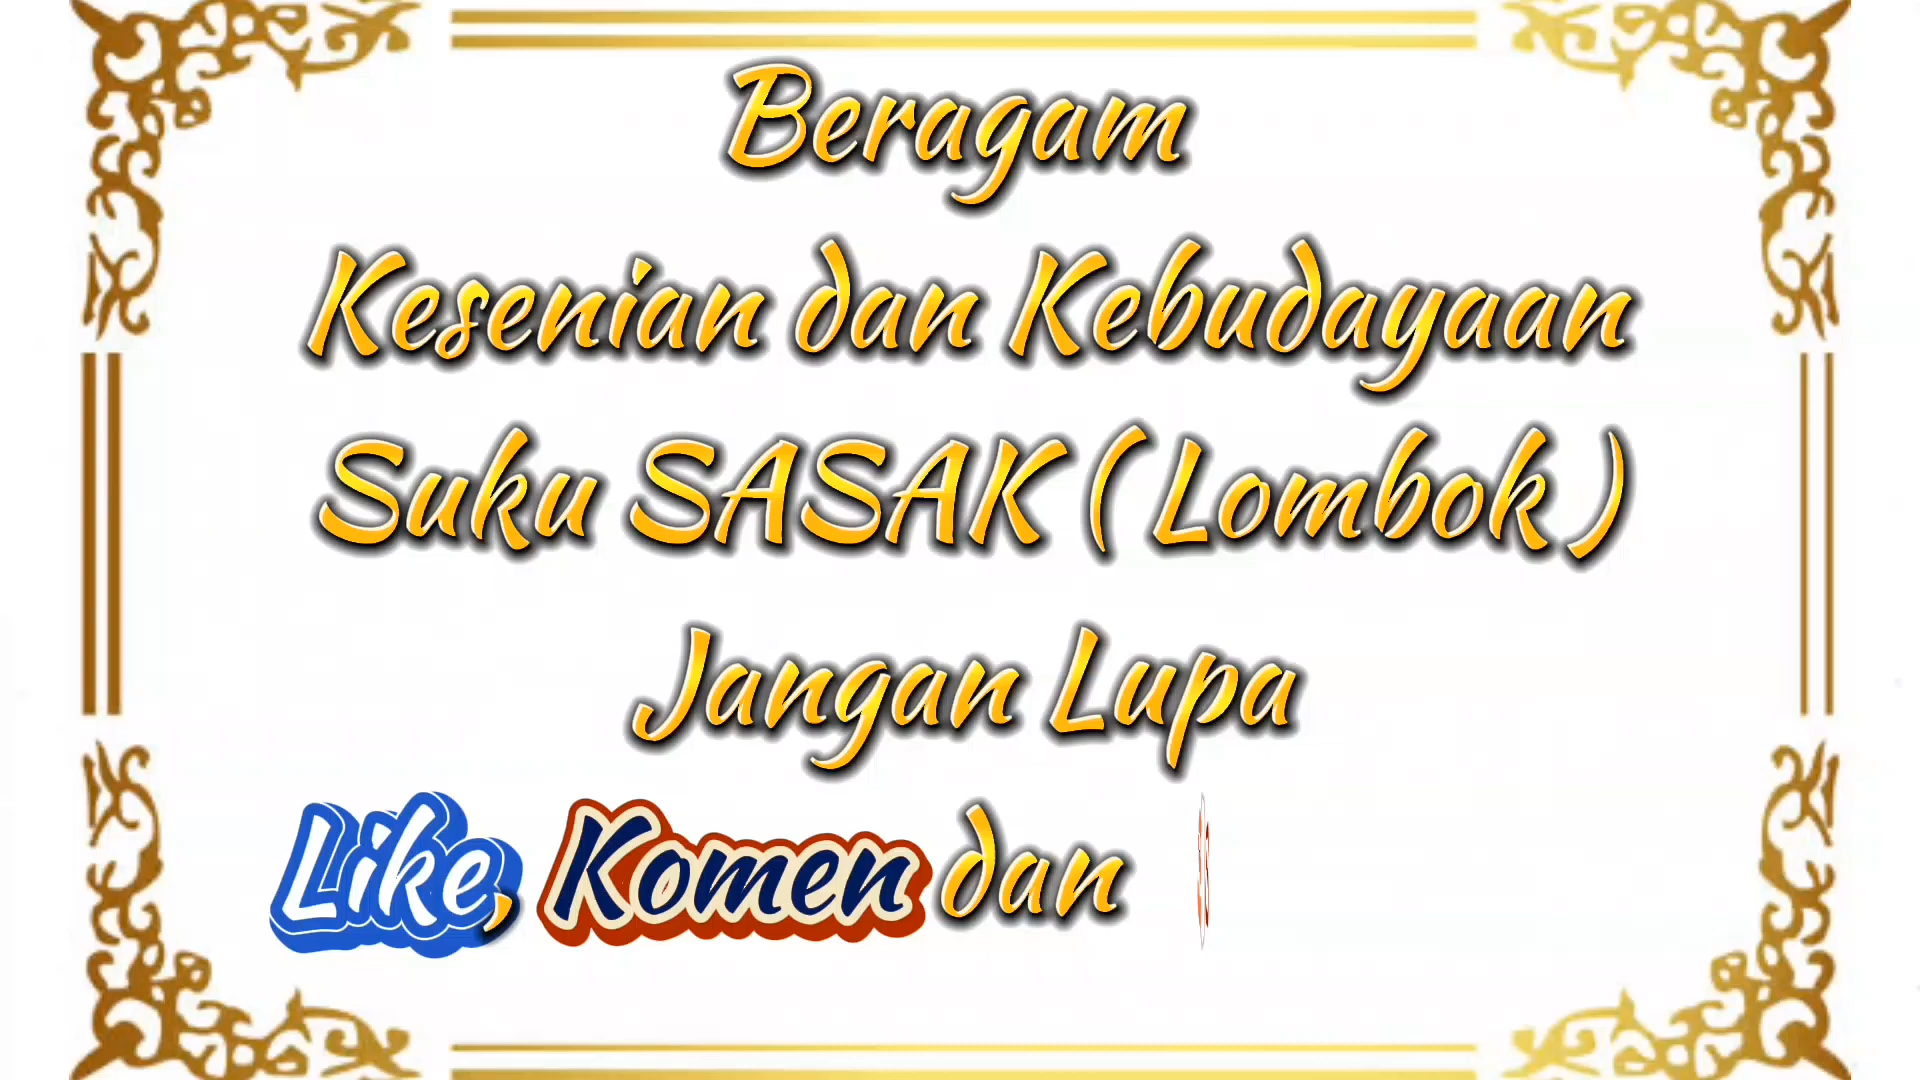 Beragam
Kesenian dan Kebudayaan
Suku SASAK ( Lombok )
Jangan Lupa
Like, Komen dan